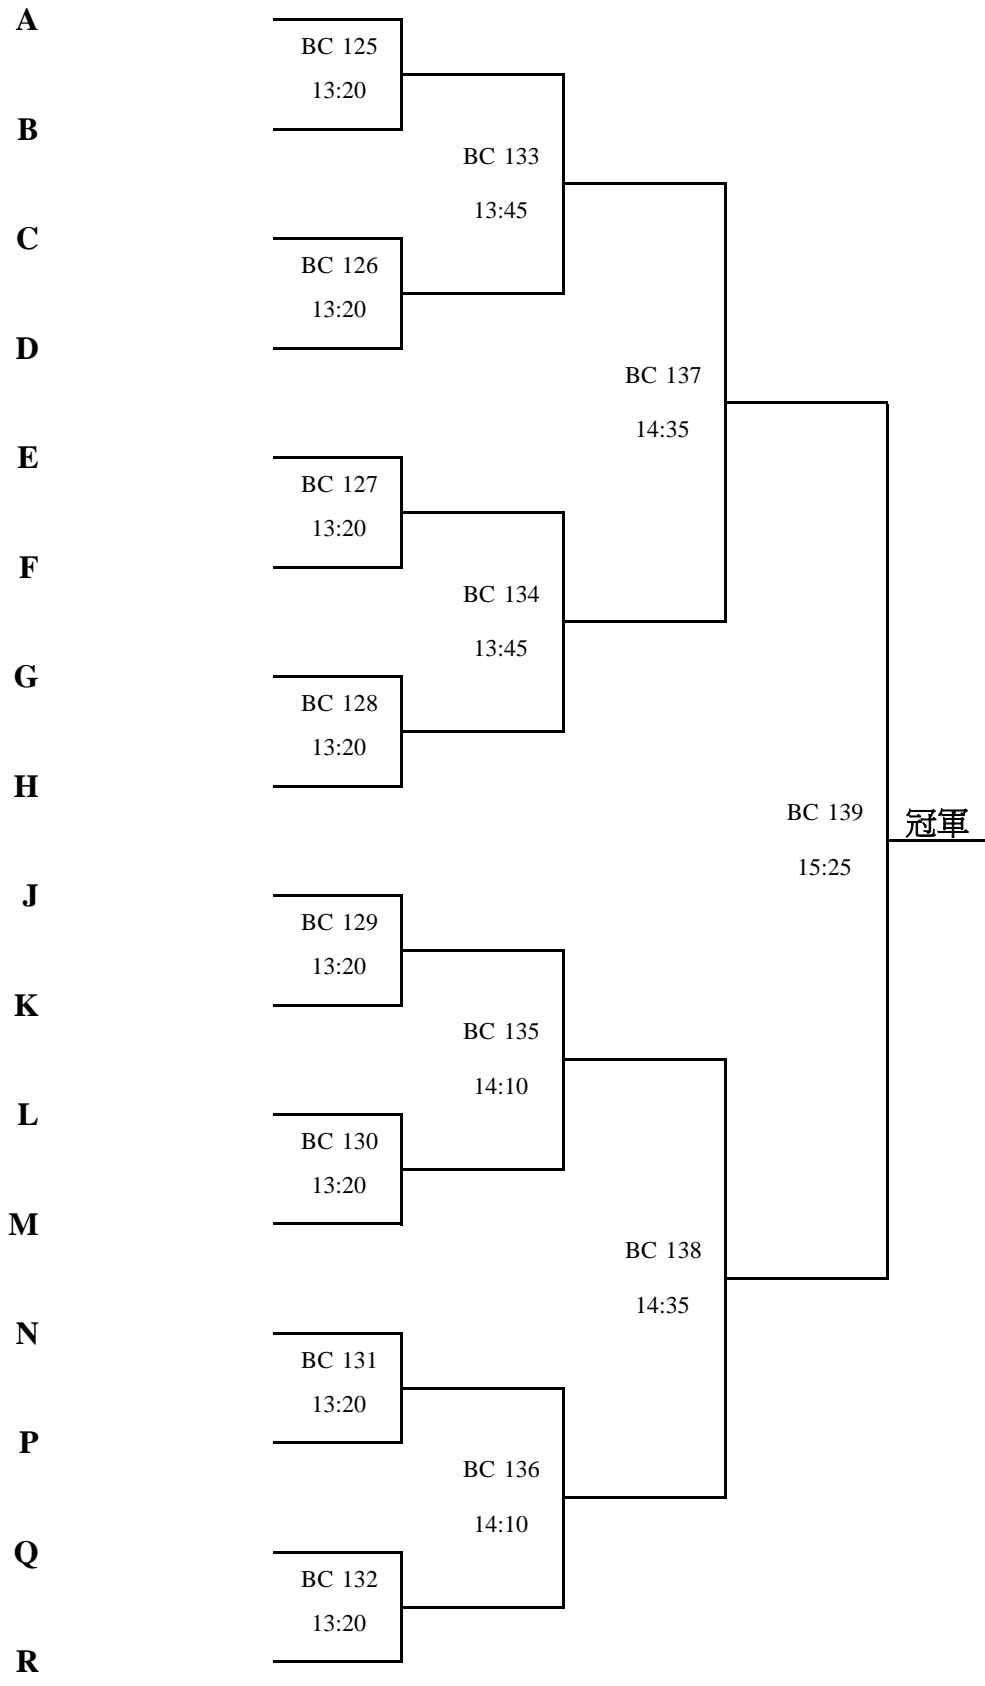 A
BC 125
13:20
B
BC 133
13:45
C
BC 126
13:20
D
BC 137
14:35
E
BC 127
13:20
F
BC 134
13:45
G
BC 128
13:20
H
BC 139
冠軍
15:25
J
BC 129
13:20
K
BC 135
14:10
L
BC 130
13:20
M
BC 138
14:35
N
BC 131
13:20
P
BC 136
14:10
Q
BC 132
13:20
R